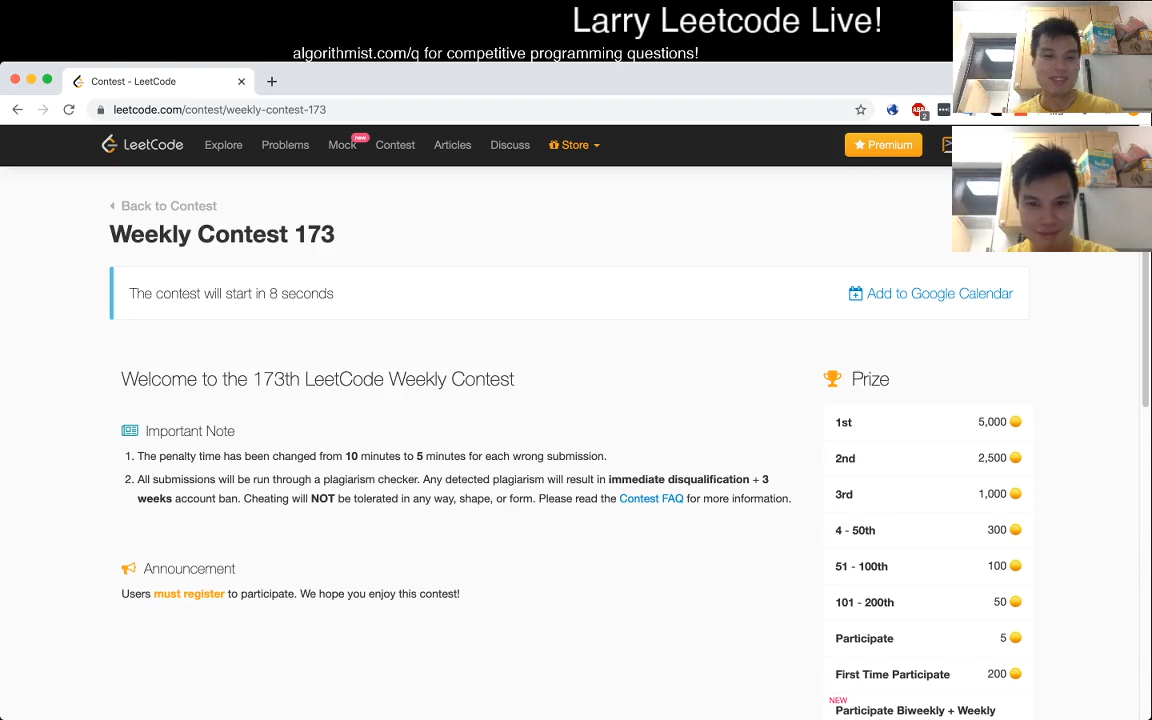 Larry Leetcode Live!
algorithmist.com/q for competitive programming questions!
Contest - LeetCode
leetcode.com/contest/weekly-contest-173
ABP
2
LeetCode
Explore
Problems
Mock
new
Contest
Articles
Discuss
Store
Premium
Back to Contest
Weekly Contest 173
The contest will start in 8 seconds
Add to Google Calendar
Welcome to the 173th LeetCode Weekly Contest
Important Note
1. The penalty time has been changed from 10 minutes to 5 minutes for each wrong submission.
2. All submissions will be run through a plagiarism checker. Any detected plagiarism will result in immediate disqualification + 3
weeks account ban. Cheating will NOT be tolerated in any way, shape, or form. Please read the Contest FAQ for more information.
Announcement
Users must register to participate. We hope you enjoy this contest!
Prize
1st 5,000
2nd 2,500
3rd 1,000
4 - 50th 300
51 - 100th 100
101 - 200th 50
Participate 5
First Time Participate 200
NEW
Participate Biweekly + Weekly